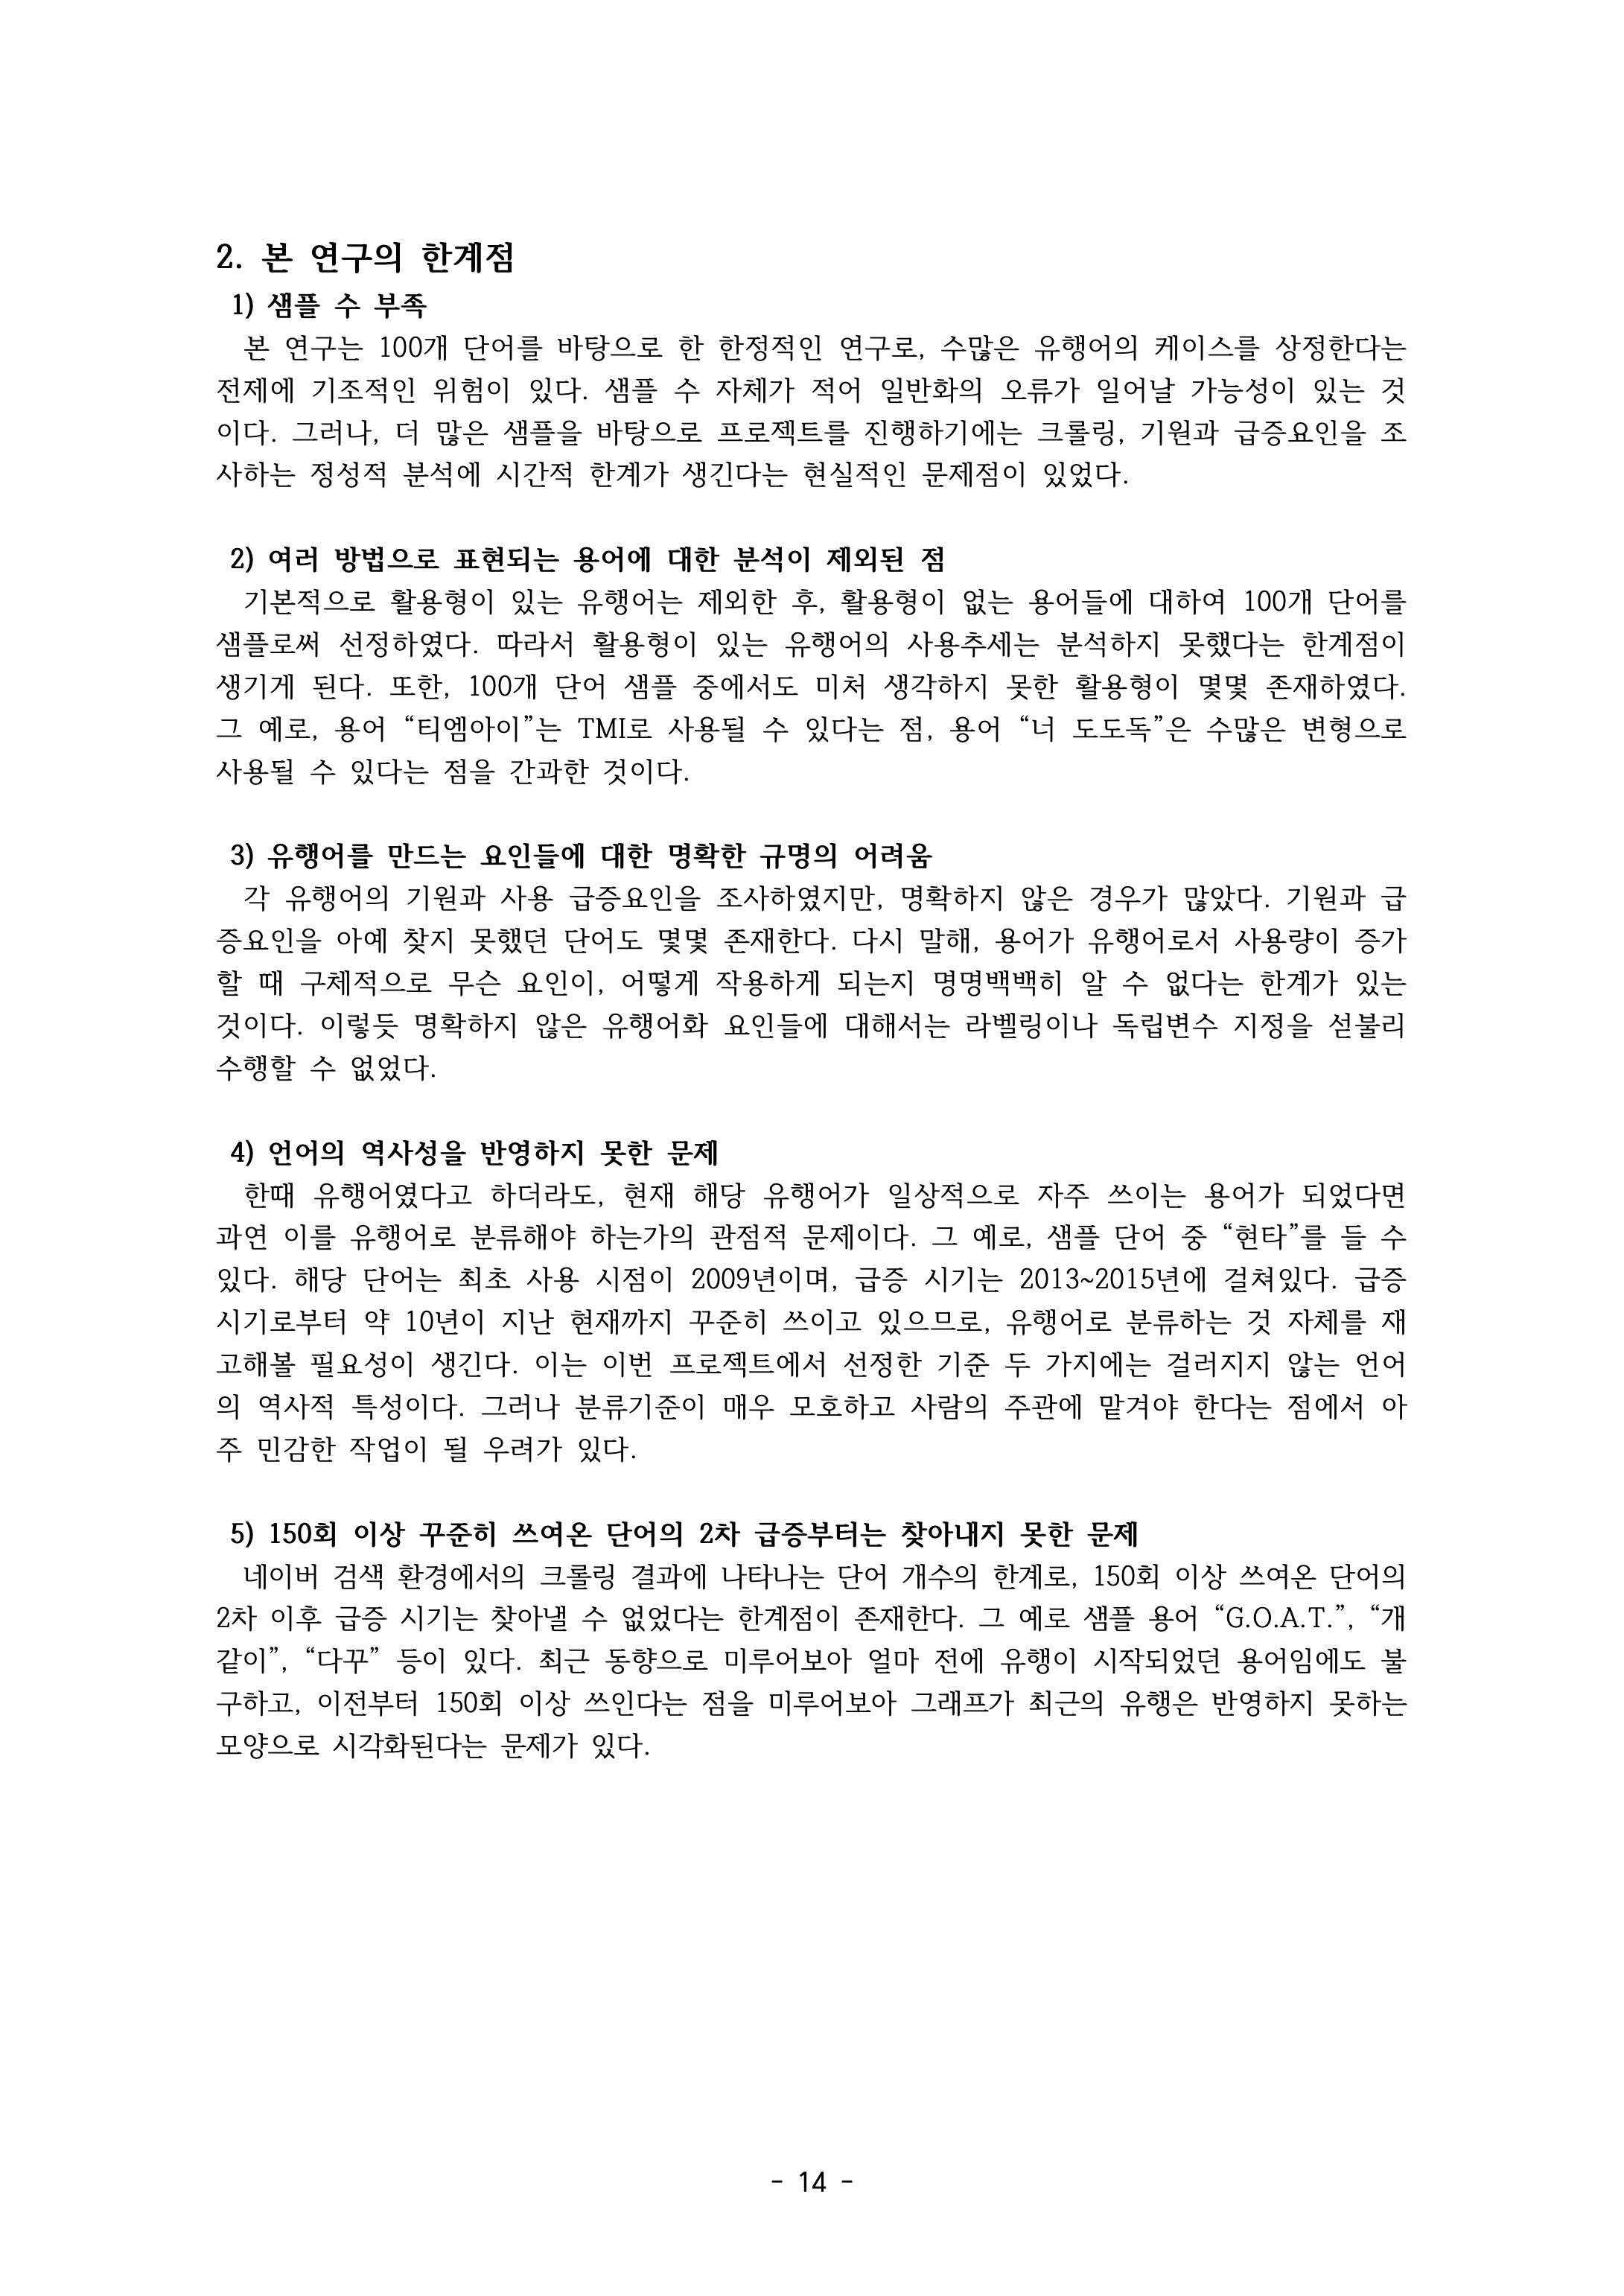 2. 본 연구의 한계점
1) 샘플 수 부족
본 연구는 100개 단어를 바탕으로 한 한정적인 연구로, 수많은 유행어의 케이스를 상정한다는
전제에 기조적인 위험이 있다. 샘플 수 자체가 적어 일반화의 오류가 일어날 가능성이 있는 것
이다. 그러나, 더 많은 샘플을 바탕으로 프로젝트를 진행하기에는 크롤링, 기원과 급증요인을 조
사하는 정성적 분석에 시간적 한계가 생긴다는 현실적인 문제점이 있었다.
2) 여러 방법으로 표현되는 용어에 대한 분석이 제외된 점
기본적으로 활용형이 있는 유행어는 제외한 후, 활용형이 없는 용어들에 대하여 100개 단어를
샘플로써 선정하였다. 따라서 활용형이 있는 유행어의 사용추세는 분석하지 못했다는 한계점이
생기게 된다. 또한, 100개 단어 샘플 중에서도 미처 생각하지 못한 활용형이 몇몇 존재하였다.
그 예로, 용어 “티엠아이”는 TMI로 사용될 수 있다는 점, 용어 “너 도도독”은 수많은 변형으로
사용될 수 있다는 점을 간과한 것이다.
3) 유행어를 만드는 요인들에 대한 명확한 규명의 어려움
각 유행어의 기원과 사용 급증요인을 조사하였지만, 명확하지 않은 경우가 많았다. 기원과 급
증요인을 아예 찾지 못했던 단어도 몇몇 존재한다. 다시 말해, 용어가 유행어로서 사용량이 증가
할 때 구체적으로 무슨 요인이, 어떻게 작용하게 되는지 명명백백히 알 수 없다는 한계가 있는
것이다. 이렇듯 명확하지 않은 유행어화 요인들에 대해서는 라벨링이나 독립변수 지정을 섣불리
수행할 수 없었다.
4) 언어의 역사성을 반영하지 못한 문제
한때 유행어였다고 하더라도, 현재 해당 유행어가 일상적으로 자주 쓰이는 용어가 되었다면
과연 이를 유행어로 분류해야 하는가의 관점적 문제이다. 그 예로, 샘플 단어 중 “현타”를 들 수
있다. 해당 단어는 최초 사용 시점이 2009년이며, 급증 시기는 2013~2015년에 걸쳐있다. 급증
시기로부터 약 10년이 지난 현재까지 꾸준히 쓰이고 있으므로, 유행어로 분류하는 것 자체를 재
고해볼 필요성이 생긴다. 이는 이번 프로젝트에서 선정한 기준 두 가지에는 걸러지지 않는 언어
의 역사적 특성이다. 그러나 분류기준이 매우 모호하고 사람의 주관에 맡겨야 한다는 점에서 아
주 민감한 작업이 될 우려가 있다.
5) 150회 이상 꾸준히 쓰여온 단어의 2차 급증부터는 찾아내지 못한 문제
네이버 검색 환경에서의 크롤링 결과에 나타나는 단어 개수의 한계로, 150회 이상 쓰여온 단어의
2차 이후 급증 시기는 찾아낼 수 없었다는 한계점이 존재한다. 그 예로 샘플 용어 “G.O.A.T.”, “개
같이”, “다꾸” 등이 있다. 최근 동향으로 미루어보아 얼마 전에 유행이 시작되었던 용어임에도 불
구하고, 이전부터 150회 이상 쓰인다는 점을 미루어보아 그래프가 최근의 유행은 반영하지 못하는
모양으로 시각화된다는 문제가 있다.
- 14 -